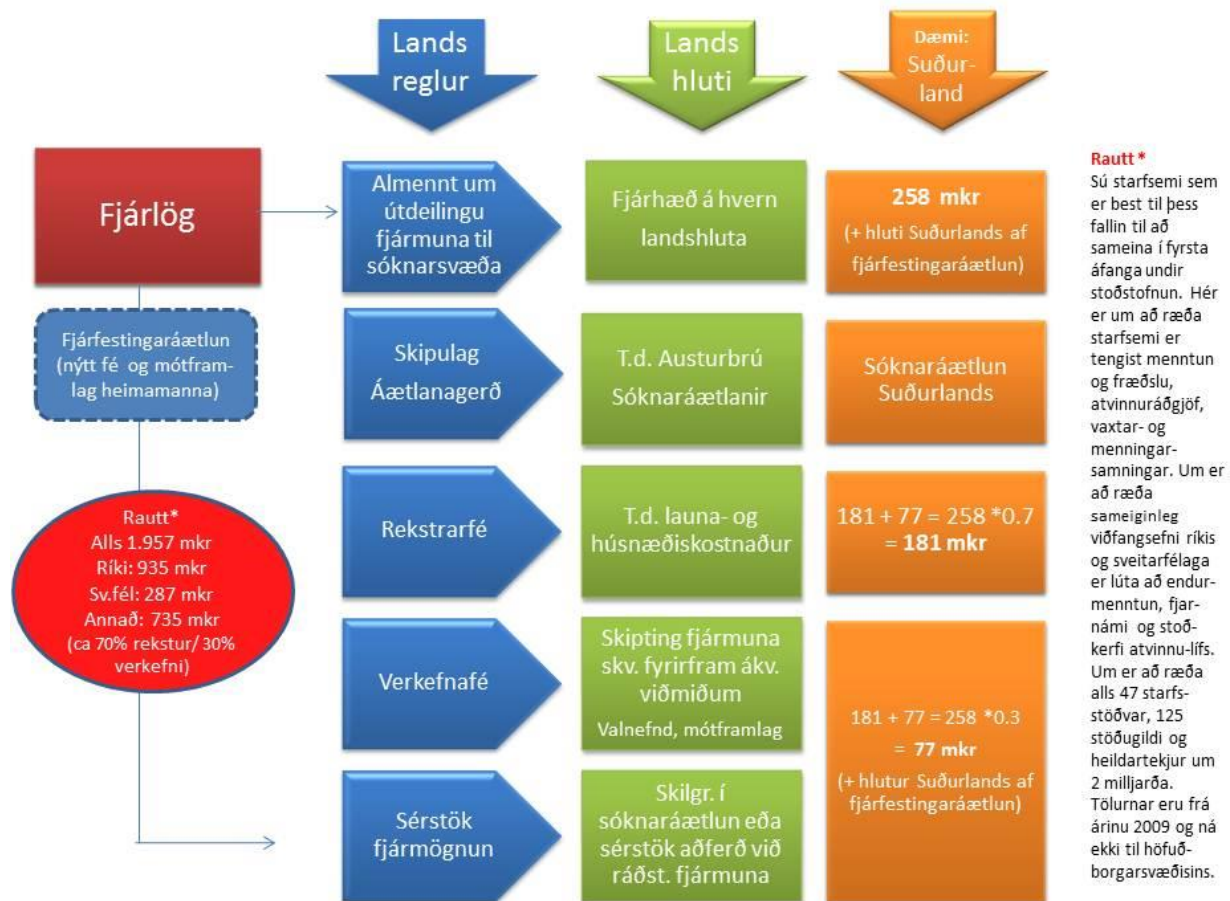 Lands
reglur
Lands
hluti
Dæmi:
Suður-
land
Fjárlög
Almennt um
útdeilingu
fjármuna til
sóknarsvæða
Fjárhæð á hvern
landshluta
258 mkr
(+ hluti Suðurlands af
fjárfestingaráætlun)
Fjárfestingaráætlun
(nýtt fé og mótfram-
lag heimamanna)
Skipulag
Áætlanagerð
T.d. Austurbrú
Sóknaráætlanir
Sóknaráætlun
Suðurlands
Rautt*
Alls 1.957 mkr
Ríki: 935 mkr
Sv.fél: 287 mkr
Annað: 735 mkr
(ca 70% rekstur/ 30%
verkefni)
Rekstrarfé
T.d. launa- og
húsnæðiskostnaður
181 + 77 = 258 *0.7
= 181 mkr
Verkefnafé
Skipting fjármuna
skv. fyrirfram ákv.
viðmiðum
Valnefnd, mótframlag
181 + 77 = 258 *0.3
= 77 mkr
(+ hlutur Suðurlands af
fjárfestingaráætlun)
Sérstök
fjármögnun
Skilgr. í
sóknaráætlun eða
sérstök aðferð við
ráðst. fjármuna
Rautt *
Sú starfsemi sem
er best til þess
fallin til að
sameina í fyrsta
áfanga undir
stoðstofnun. Hér
er um að ræða
starfsemi er
tengist menntun
og fræðslu,
atvinnuráðgjöf,
vaxtar- og
menningar-
samningar. Um er
að ræða
sameiginleg
viðfangsefni ríkis
og sveitarfélaga
er lúta að endur-
menntun, fjar-
námi og stoð-
kerfi atvinnu-lífs.
Um er að ræða
alls 47 starfs-
stöðvar, 125
stöðugildi og
heildartekjur um
2 milljarða.
Tölurnar eru frá
árinu 2009 og ná
ekki til höfuð-
borgarsvæðisins.